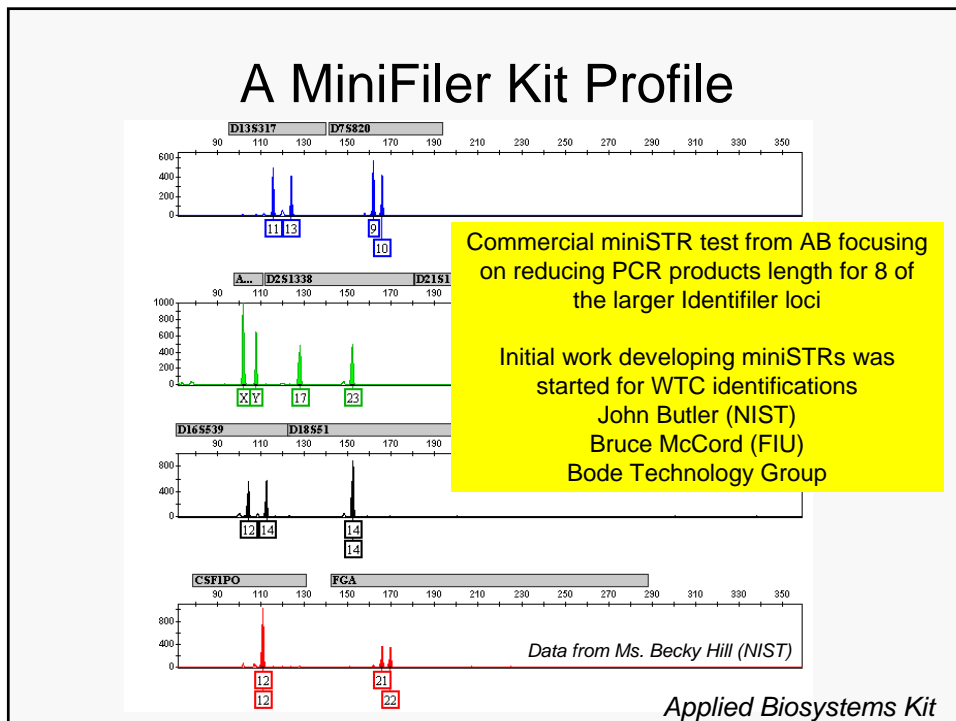 A MiniFiler Kit Profile
D13S317 D7S820
90 110 130 150 170 190 210 230 250 270 290 310 330 350
600
400
200
0
11 13 9
10
A... D2S1338 D21S1
90 110 130 150 170 190
1000
800
600
400
200
0
X Y 17 23
Commercial miniSTR test from AB focusing
on reducing PCR products length for 8 of
the larger Identifiler loci
Initial work developing miniSTRs was
started for WTC identifications
John Butler (NIST)
Bruce McCord (FIU)
Bode Technology Group
D16S539 D18S51
90 110 130 150 170 190
800
400
0
12 14 14
14
CSF1PO FGA
90 110 130 150 170 190 210 230 250 270 290 310 330 350
800
400
0
Data from Ms. Becky Hill (NIST)
12 21
12 22
Applied Biosystems Kit